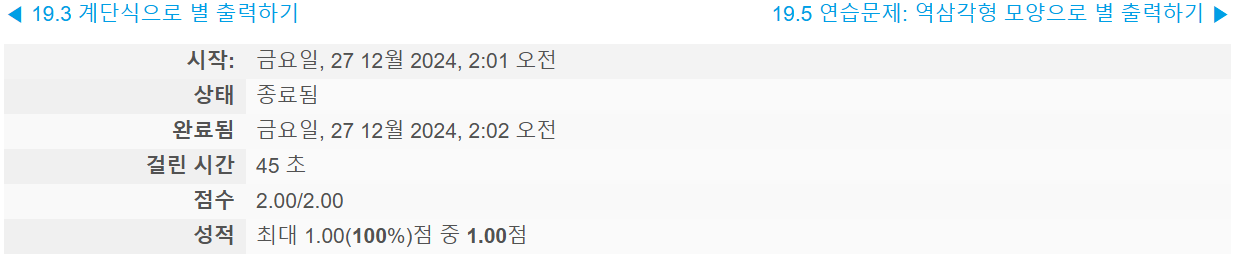 ◀ 19.3 계단식으로 별 출력하기 19.5 연습문제: 역삼각형 모양으로 별 출력하기 ▶
시작: 금요일, 27 12월 2024, 2:01 오전
상태 종료됨
완료됨 금요일, 27 12월 2024, 2:02 오전
걸린 시간 45 초
점수 2.00/2.00
성적 최대 1.00(100%)점 중 1.00점